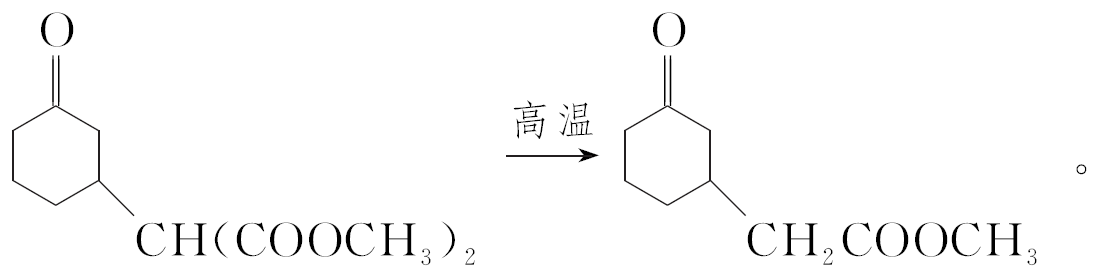 O O
高温
CH(COOCH₃)₂ CH₂COOCH₃ 。